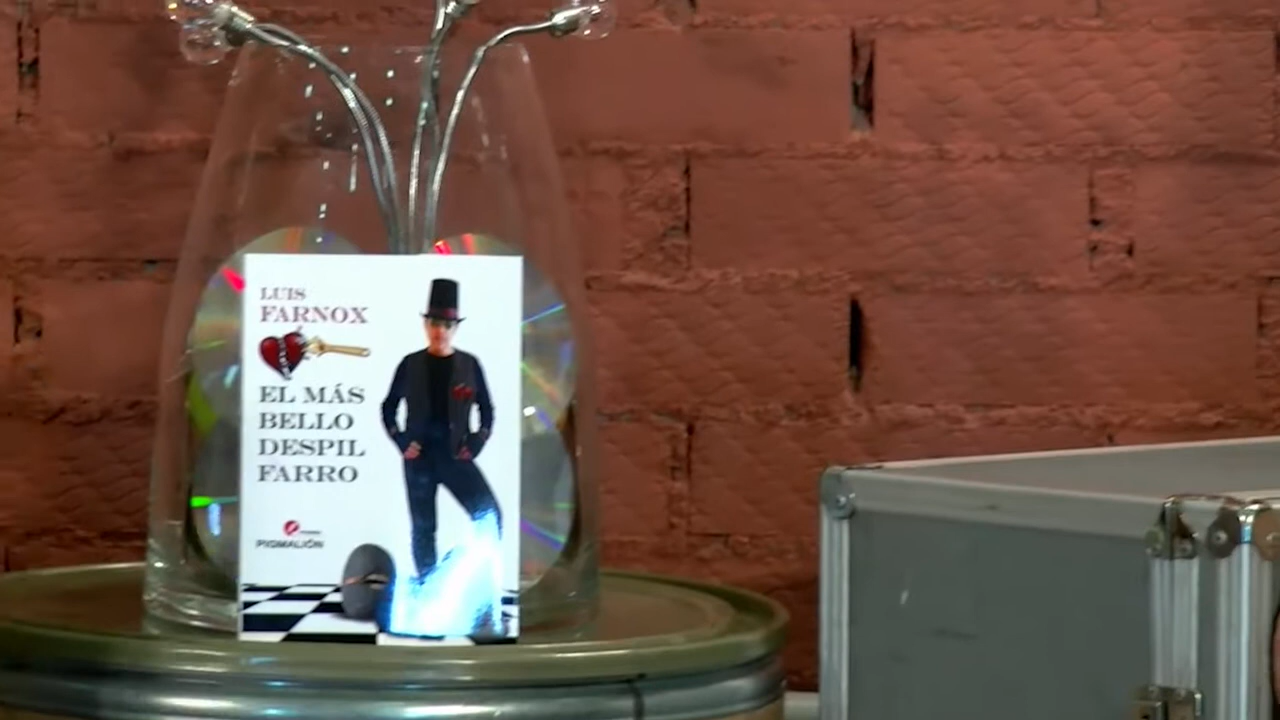 LUIS
FARNOX
EL MÁS
BELLO
DESPIL
FARRO
PIGMALIÓN